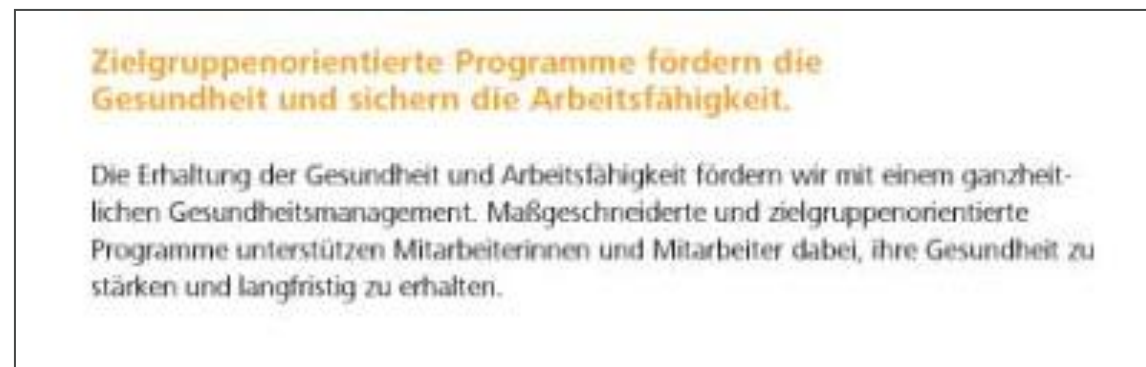 Zielgruppenorientierte Programme fördern die
Gesundheit und sichern die Arbeitsfähigkeit.
Die Erhaltung der Gesundheit und Arbeitsfähigkeit fördern wir mit einem ganzheit-
lichen Gesundheitsmanagement. Maßgeschneiderte und zielgruppenorientierte
Programme unterstützen Mitarbeiterinnen und Mitarbeiter dabei, ihre Gesundheit zu
stärken und langfristig zu erhalten.